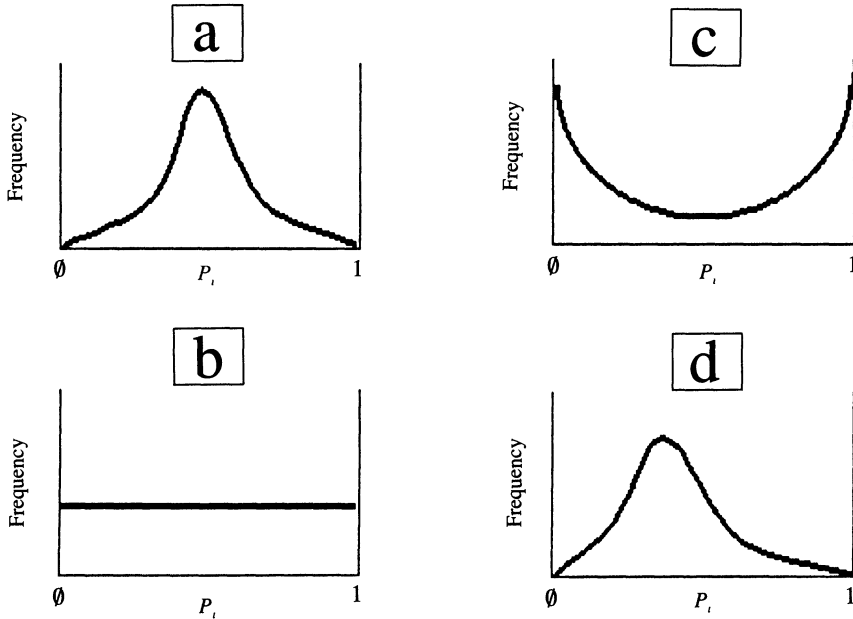 a
Frequency
Ø
P ι
1
c
Frequency
Ø
P ι
1
b
Frequency
Ø
P ι
1
d
Frequency
Ø
P ι
1